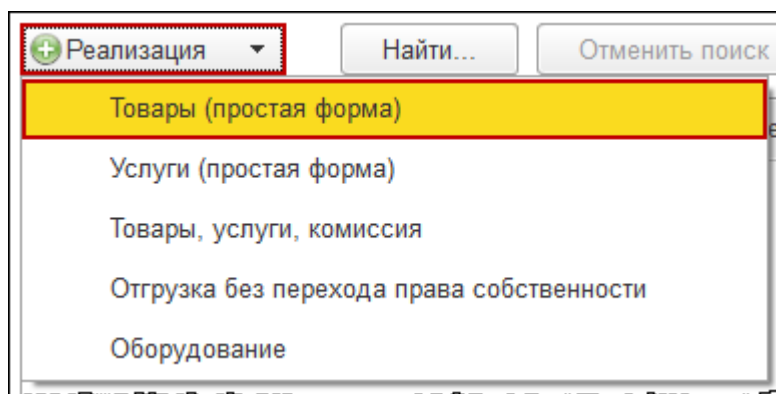 Реализация Найти... Отменить поиск
Товары (простая форма)
Услуги (простая форма)
Товары, услуги, комиссия
Отгрузка без перехода права собственности
Оборудование